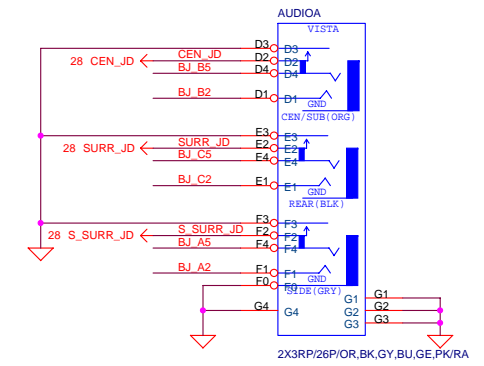 AUDIOA
VISTA
D3 D3
28 CEN_JD CEN_JD D2 D2
BJ_B5 D4 D4
BJ_B2 D1 D1
GND
CEN/SUB(ORG)
E3 E3
28 SURR_JD SURR_JD E2 E2
BJ_C5 E4 E4
BJ_C2 E1 E1
GND
REAR(BLK)
F3 F3
28 S_SURR_JD S_SURR_JD F2 F2
BJ_A5 F4 F4
BJ_A2 F1 F1
GND
F0 F0
SIDE(GRY)
G1 G1
G4 G4 G2 G2
G3 G3
2X3RP/26P/OR,BK,GY,BU,GE,PK/RA